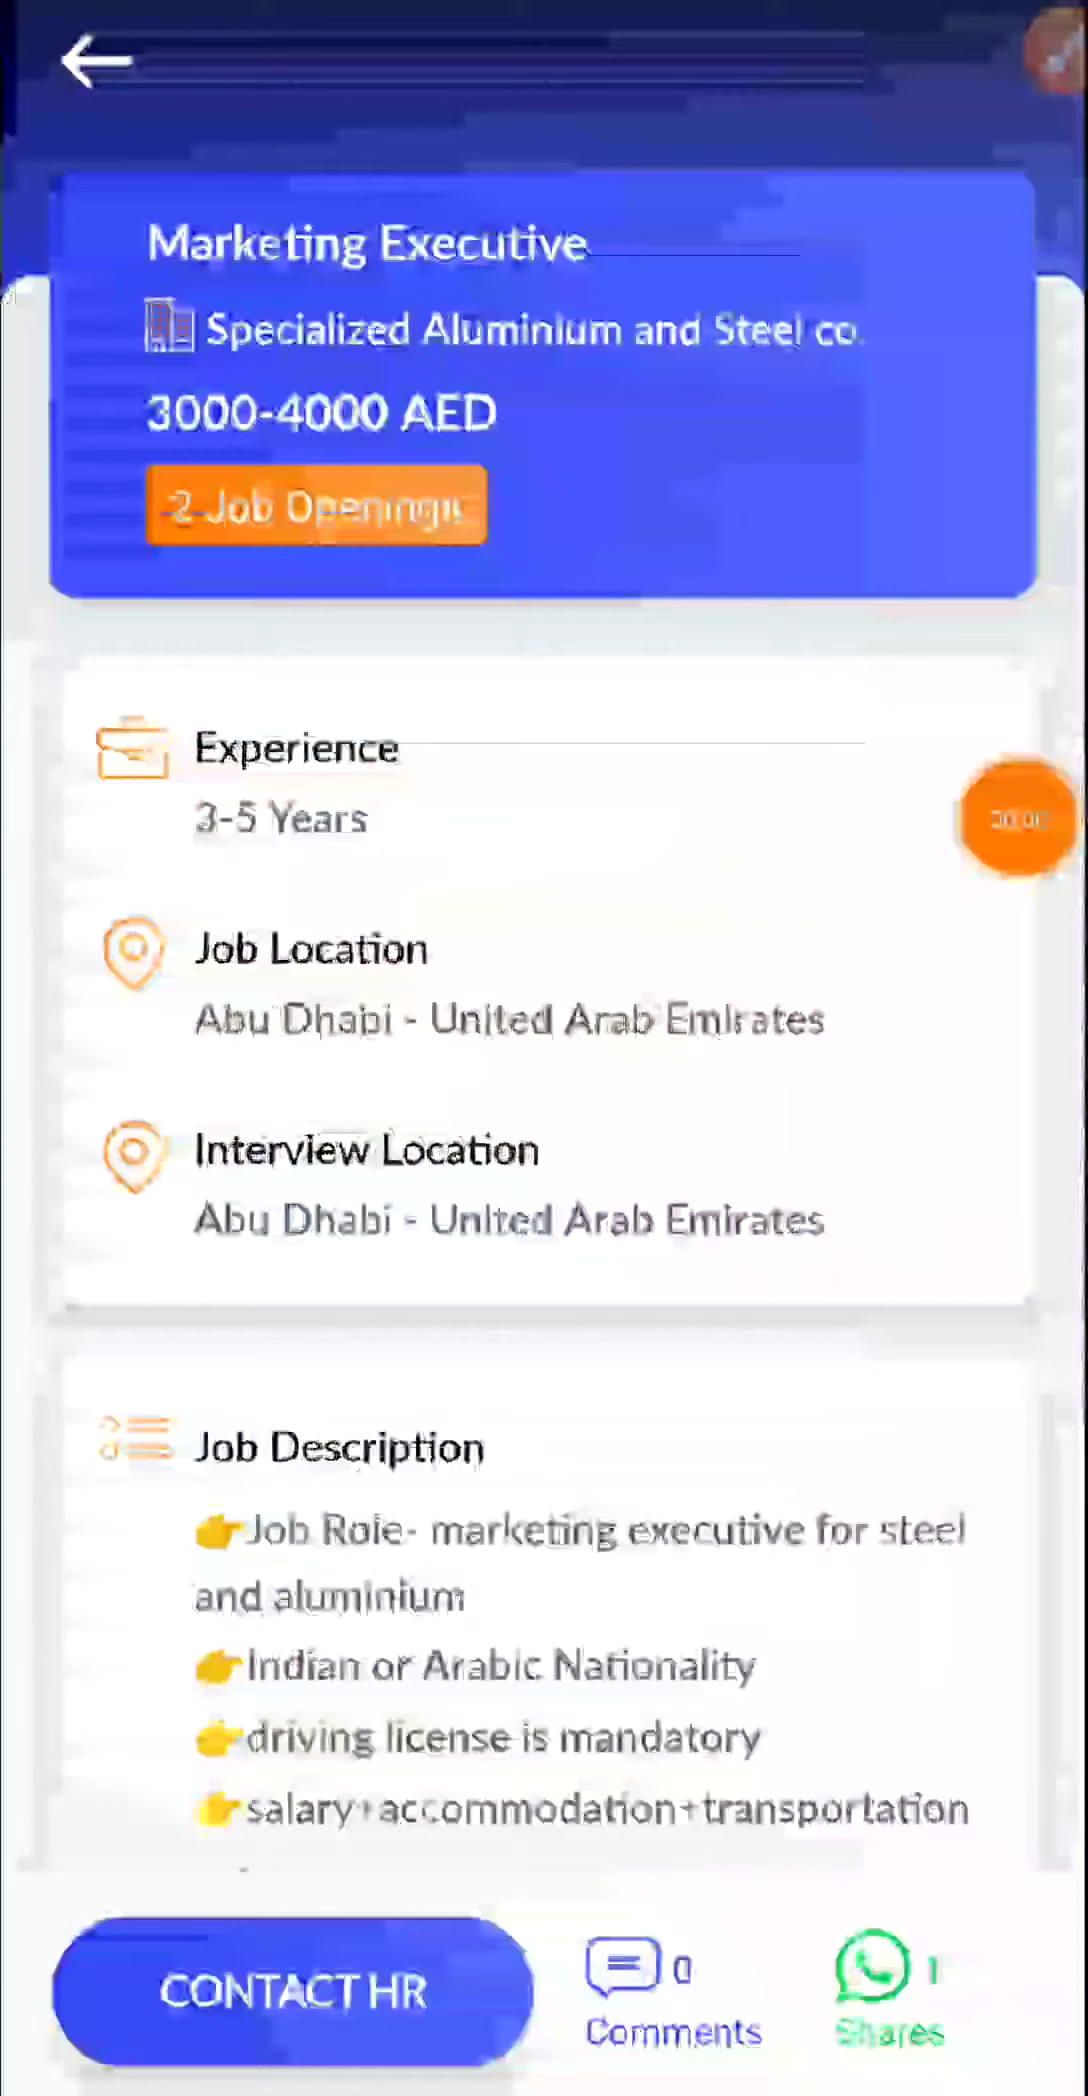 Marketing Executive
Specialized Aluminium and Steel co.
3000-4000 AED
2 Job Openings
Experience
3-5 Years
Job Location
Abu Dhabi - United Arab Emirates
Interview Location
Abu Dhabi - United Arab Emirates
Job Description
👉Job Role- marketing executive for steel
and aluminium
👉Indian or Arabic Nationality
👉driving license is mandatory
👉salary+accommodation+transportation
CONTACT HR
0
Comments
1
Shares